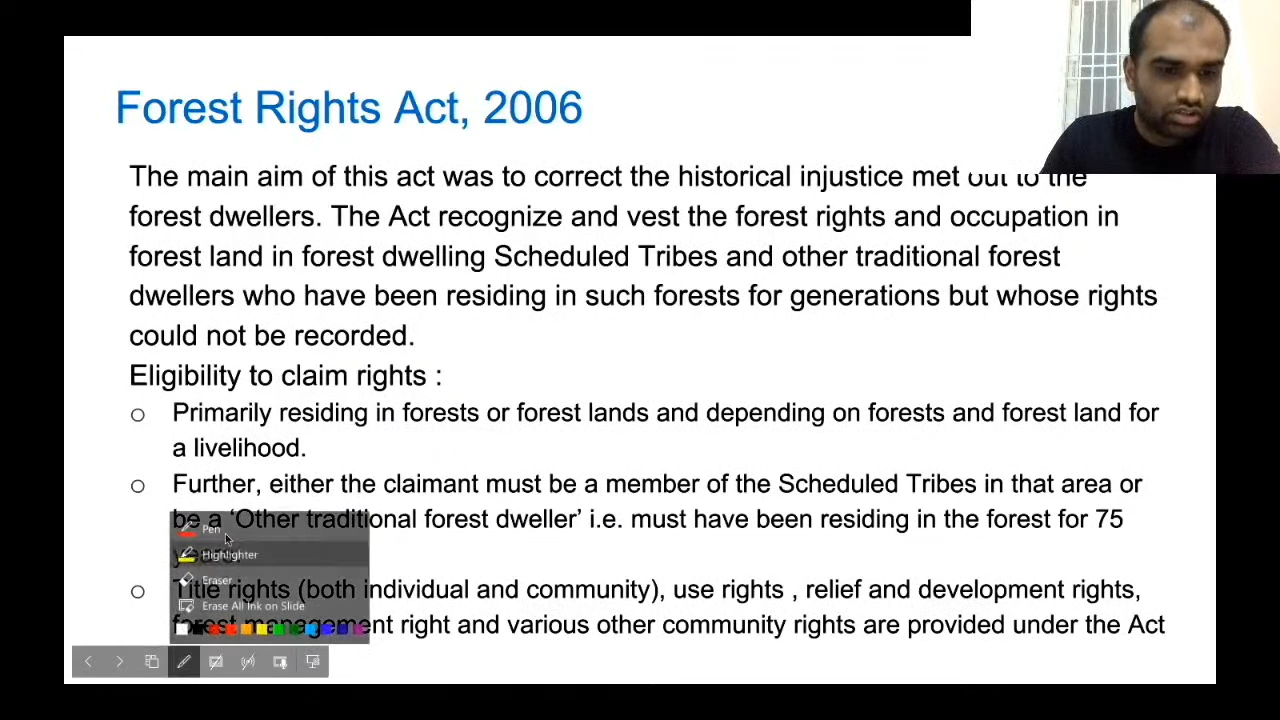 Forest Rights Act, 2006
The main aim of this act was to correct the historical injustice met out to the
forest dwellers. The Act recognize and vest the forest rights and occupation in
forest land in forest dwelling Scheduled Tribes and other traditional forest
dwellers who have been residing in such forests for generations but whose rights
could not be recorded.
Eligibility to claim rights :
○ Primarily residing in forests or forest lands and depending on forests and forest land for
a livelihood.
○ Further, either the claimant must be a member of the Scheduled Tribes in that area or
be a ‘Other traditional forest dweller’ i.e. must have been residing in the forest for 75
years.
○ Title rights (both individual and community), use rights , relief and development rights,
forest management right and various other community rights are provided under the Act
Pen
Highlighter
Eraser
Erase All Ink on Slide